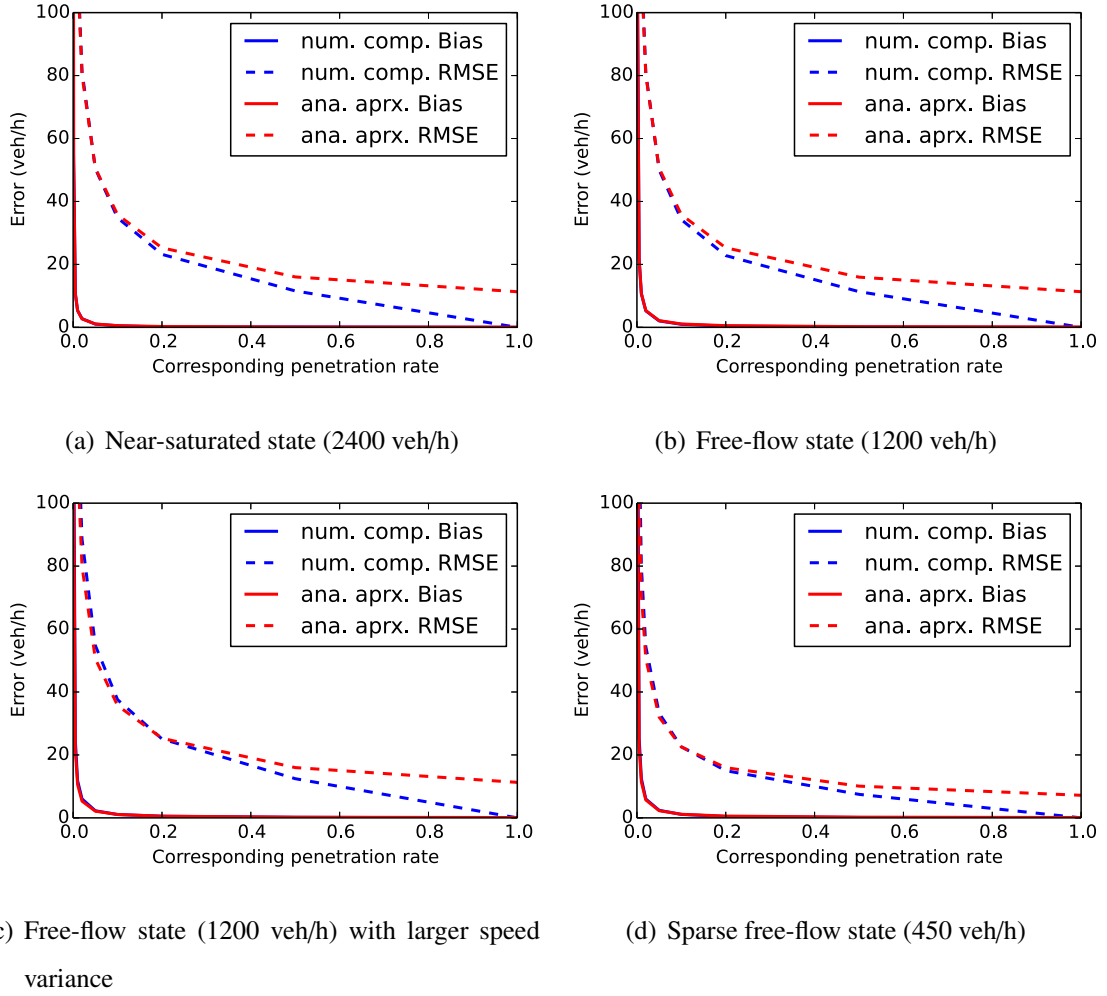 100
80
60
40
20
0
Error (veh/h)
0.0 0.2 0.4 0.6 0.8 1.0
Corresponding penetration rate
num. comp. Bias
num. comp. RMSE
ana. aprx. Bias
ana. aprx. RMSE
(a) Near-saturated state (2400 veh/h)
100
80
60
40
20
0
Error (veh/h)
0.0 0.2 0.4 0.6 0.8 1.0
Corresponding penetration rate
num. comp. Bias
num. comp. RMSE
ana. aprx. Bias
ana. aprx. RMSE
(b) Free-flow state (1200 veh/h)
100
80
60
40
20
0
Error (veh/h)
0.0 0.2 0.4 0.6 0.8 1.0
Corresponding penetration rate
num. comp. Bias
num. comp. RMSE
ana. aprx. Bias
ana. aprx. RMSE
c) Free-flow state (1200 veh/h) with larger speed
variance
100
80
60
40
20
0
Error (veh/h)
0.0 0.2 0.4 0.6 0.8 1.0
Corresponding penetration rate
num. comp. Bias
num. comp. RMSE
ana. aprx. Bias
ana. aprx. RMSE
(d) Sparse free-flow state (450 veh/h)